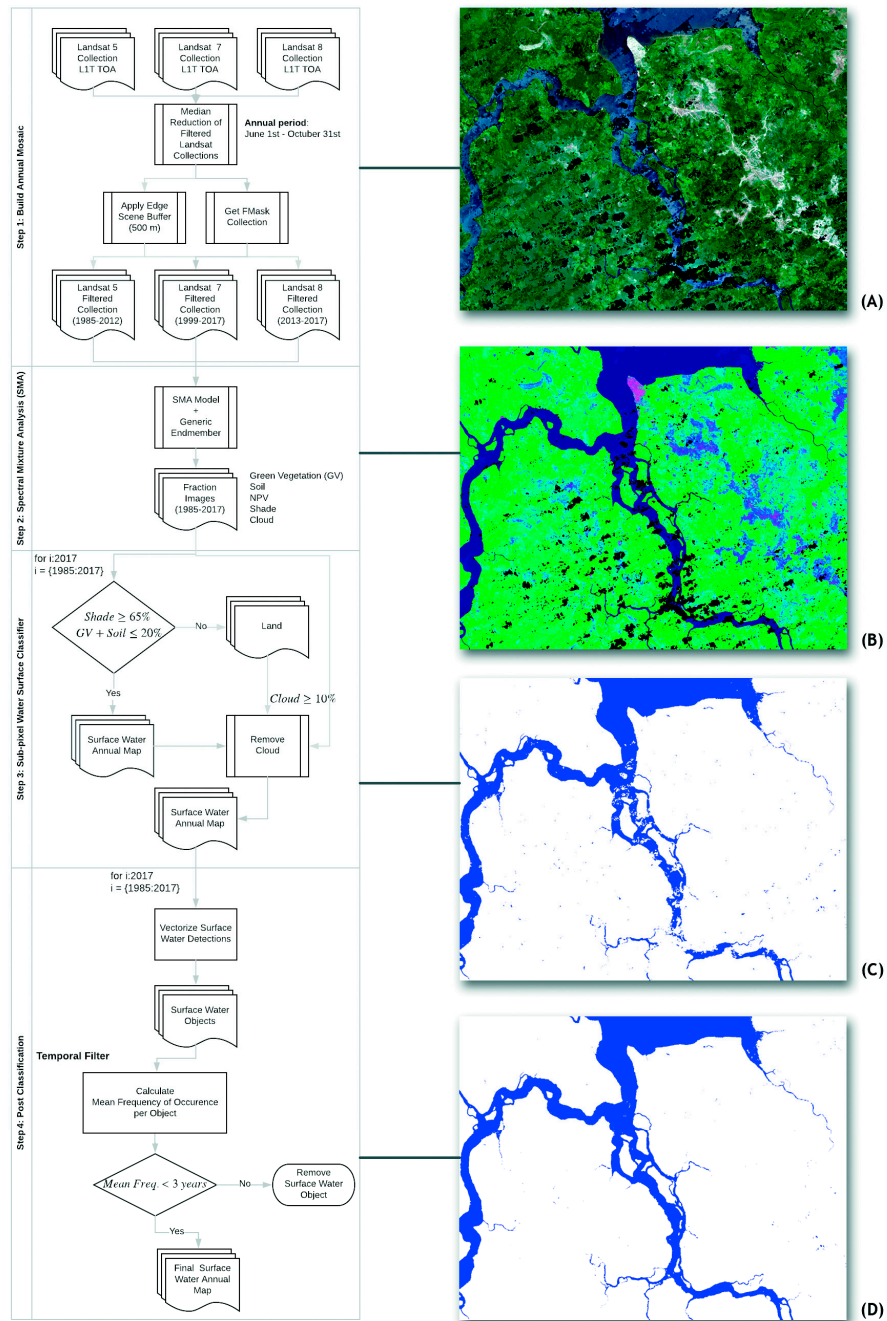 Step 1: Build Annual Mosaic
Landsat 5
Collection
L1T TOA
Landsat 7
Collection
L1T TOA
Landsat 8
Collection
L1T TOA
Median
Reduction of
Filtered
Landsat
Collections
Annual period:
June 1st - Octuber 31st
Apply Edge
Scene Buffer
(500 m)
Get FMask
Collection
Landsat 5
Filtered
Collection
(1985-2012)
Landsat 7
Filtered
Collection
(1999-2017)
Landsat 8
Filtered
Collection
(2013-2017)
(A)
Step 2: Spectral Mixture Analysis (SMA)
SMA Model
+
Generic
Endmember
Fraction
Images
(1985-2017)
Green Vegetation (GV)
Soil
NPV
Shade
Cloud
(B)
Step 3: Sub-pixel Water Surface Classifier
for i:2017
i = {1985:2017}
Shade ≥ 65%
GV + Soil ≤ 20%
No
Land
Yes
Cloud ≥ 10%
Surface Water
Annual Map
Remove
Cloud
Surface Water
Annual Map
(C)
Step 4: Post Classification
for i:2017
i = {1985:2017}
Vectorize Surface
Water Detections
Surface Water
Objects
Temporal Filter
Calculate
Mean Frequency of Occurence
per Object
Mean Freq. < 3 years
No
Remove
Surface Water
Object
Yes
Final Surface
Water Annual
Map
(D)